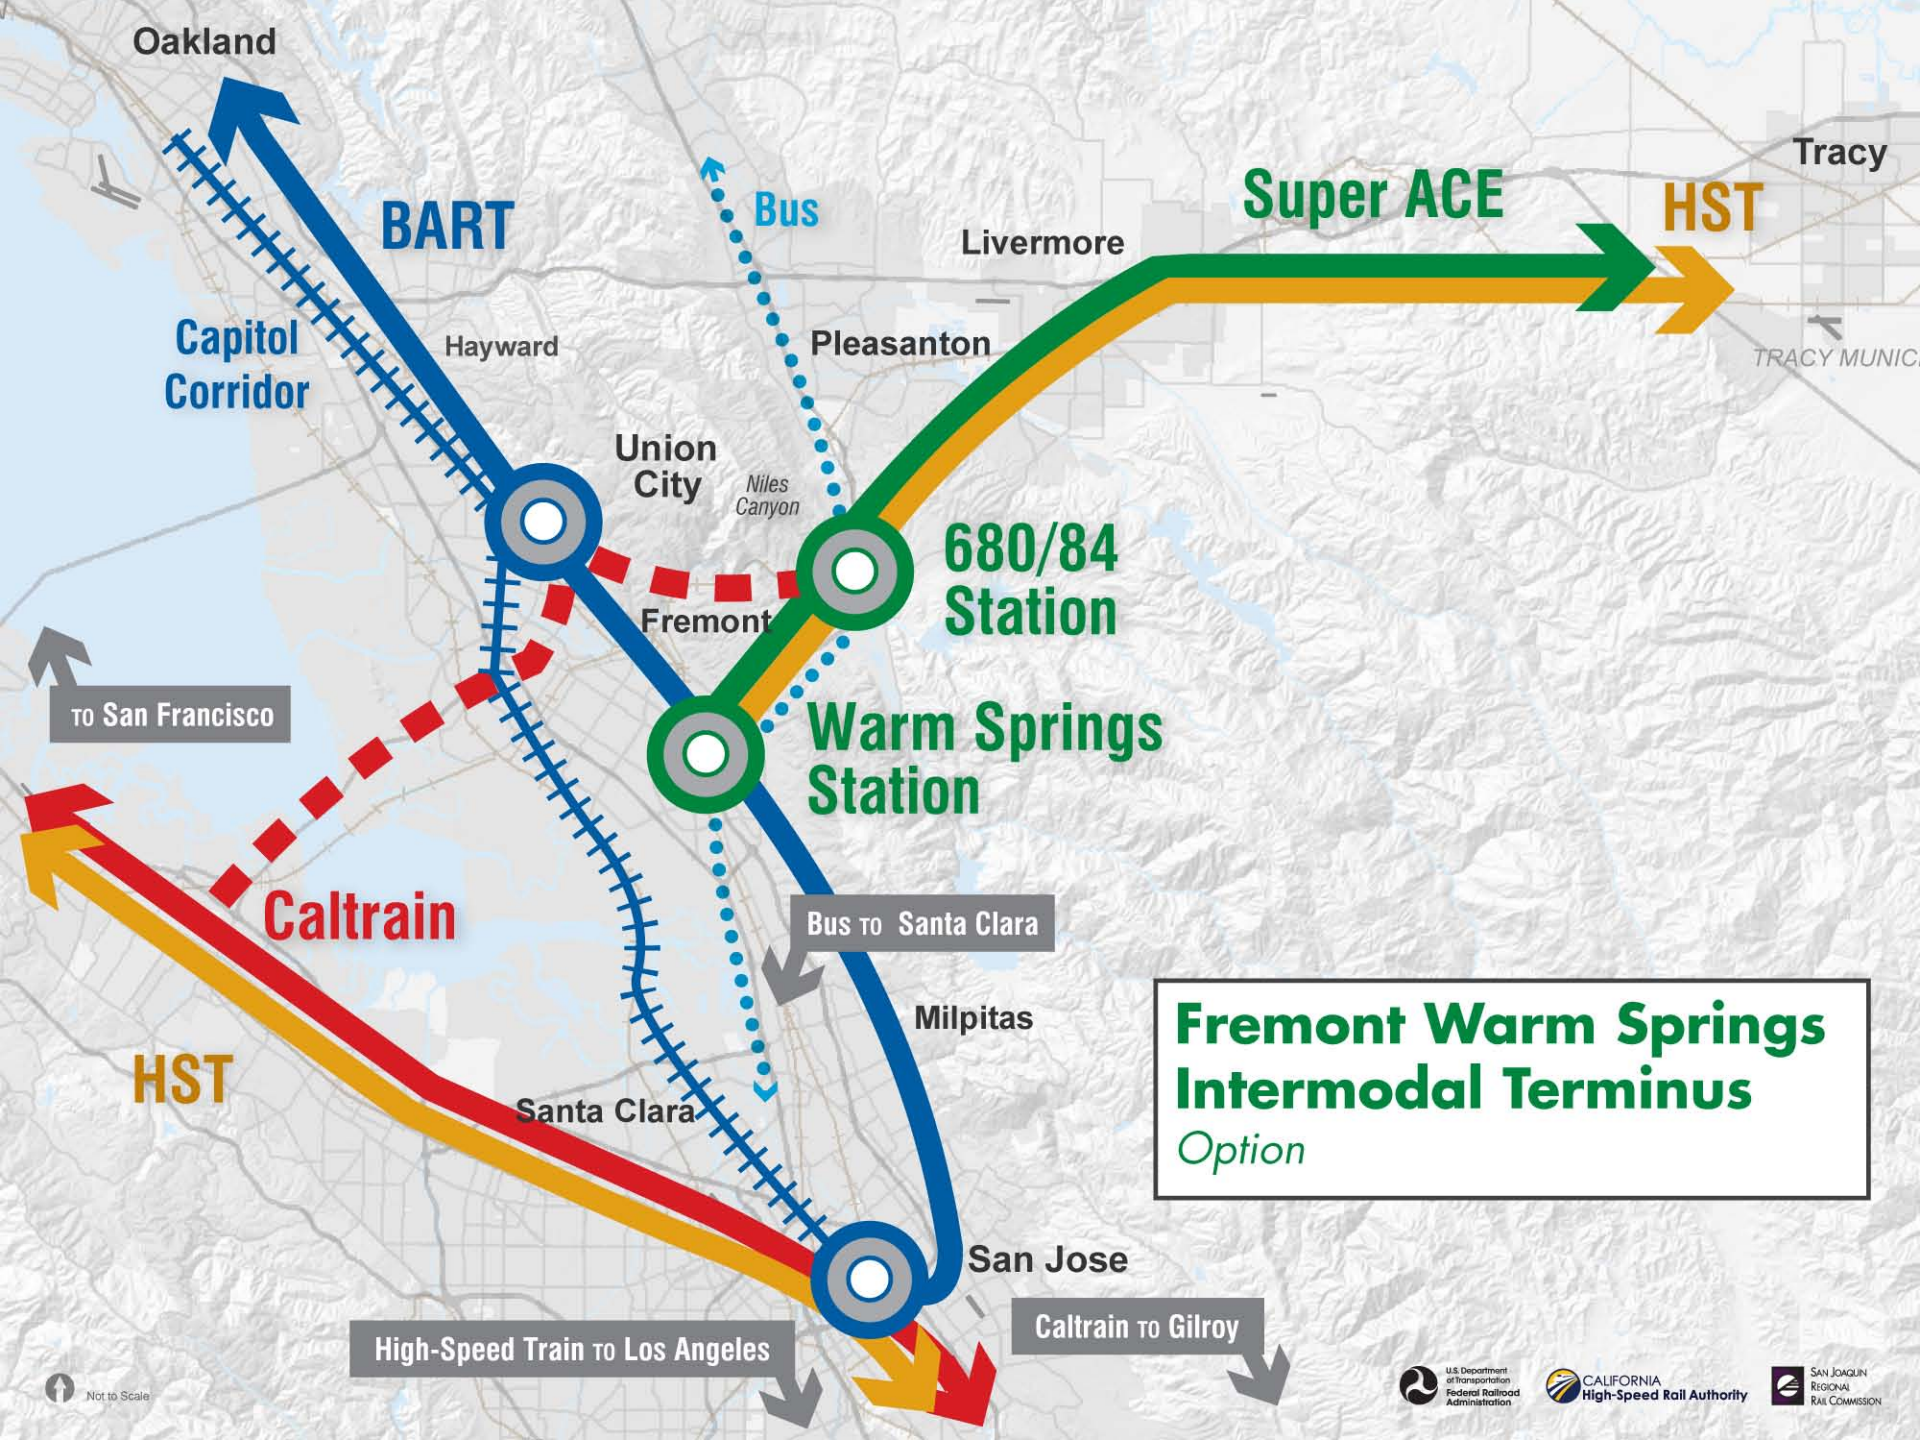 Oakland
Tracy
Super ACE
HST
BART
Bus
Livermore
Capitol
Corridor
Hayward
Pleasanton
TRACY MUNIC
Union
City
Niles
Canyon
680/84
Station
Fremont
TO San Francisco
Warm Springs
Station
Caltrain
Bus TO Santa Clara
Milpitas
Fremont Warm Springs
Intermodal Terminus
Option
HST
Santa Clara
San Jose
Caltrain TO Gilroy
High-Speed Train TO Los Angeles
Not to Scale
U.S. Department
of Transportation
Federal Railroad
Administration
CALIFORNIA
High-Speed Rail Authority
SAN JOAQUIN
REGIONAL
RAIL COMMISSION